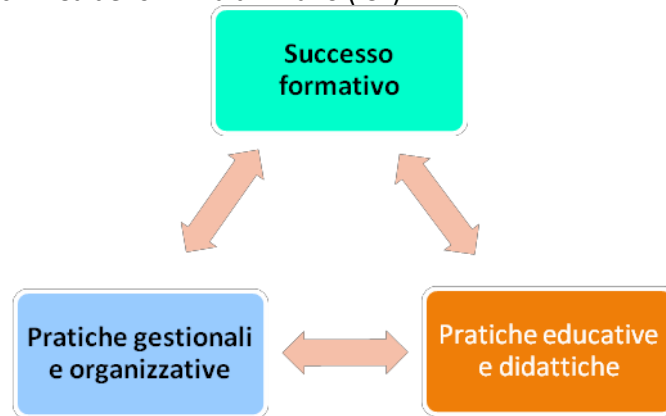 Successo
formativo
Pratiche gestionali
e organizzative
Pratiche educative
e didattiche